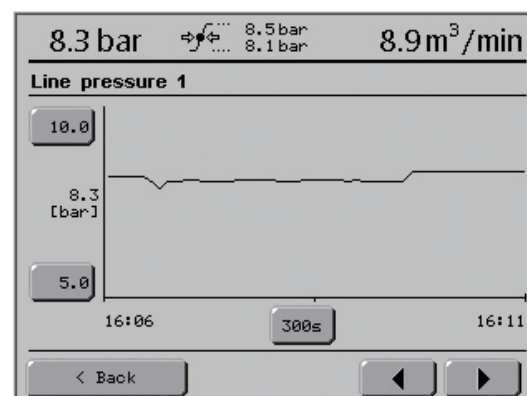 8.3 bar 8.5 bar 8.9 m³/min
8.1 bar
Line pressure 1
10.0
8.3
[bar]
5.0
16:06 300s 16:11
< Back